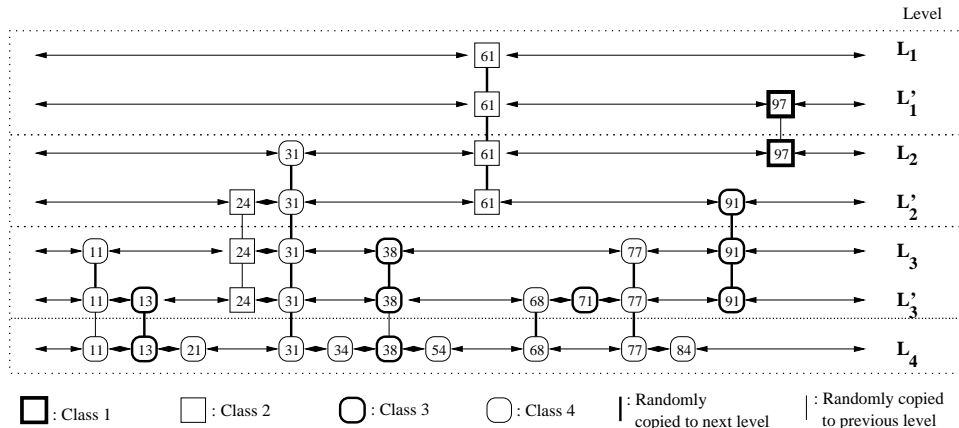 Level
61 L1
61 97 L'1
31 61 97 L2
24 31 61 91 L'2
11 24 31 38 77 91 L3
11 13 24 31 38 68 71 77 91 L'3
11 13 21 31 34 38 54 68 77 84 L4
: Class 1 : Class 2 : Class 3 : Class 4 : Randomly : Randomly copied
copied to next level to previous level